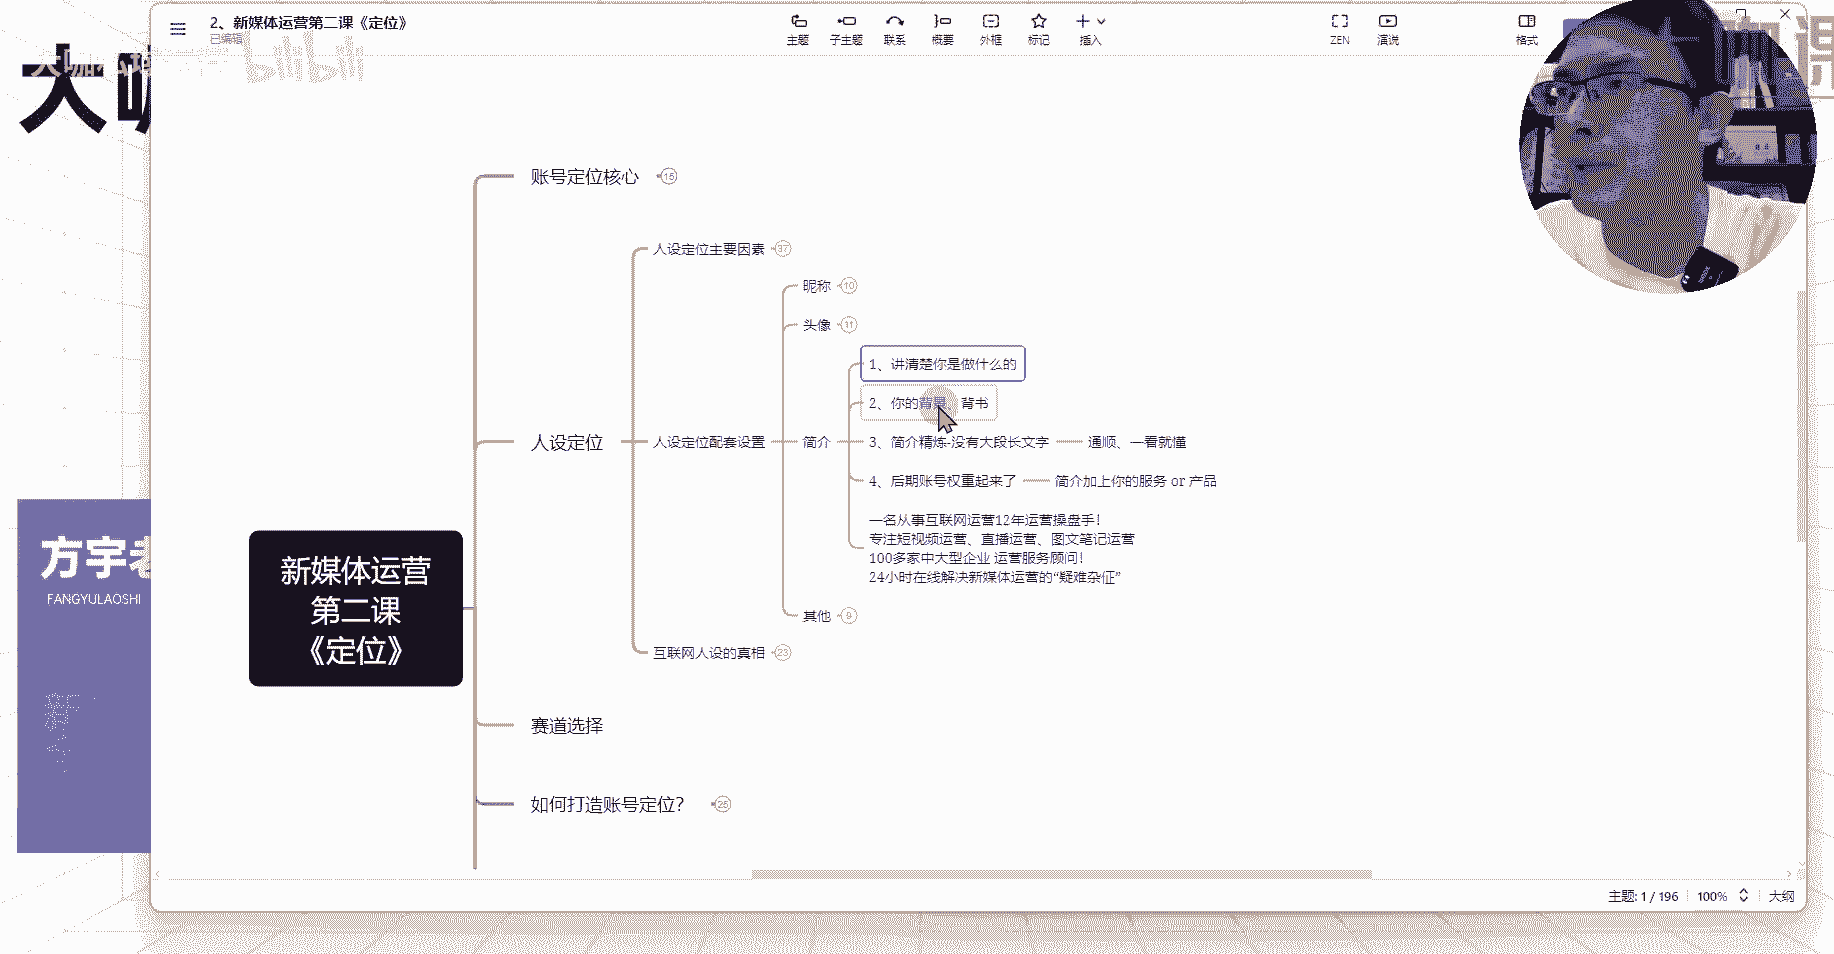 2、新媒体运营第二课《定位》
已编辑
主题
子主题
联系
概要
外框
标记
插入
ZEN
演说
格式
bilibili
大咖
账号定位核心
15
人设定位主要因素
37
昵称
10
头像
11
1、讲清楚你是做什么的
2、你的背景、背书
人设定位
人设定位配套设置
简介
3、简介精炼-没有大段长文字
通顺、一看就懂
4、后期账号权重起来了
简介加上你的服务 or 产品
一名从事互联网运营12年运营操盘手！
专注短视频运营、直播运营、图文笔记运营
100多家中大型企业 运营服务顾问！
24小时在线解决新媒体运营的“疑难杂症”
其他
9
互联网人设的真相
23
新媒体运营
第二课
《定位》
赛道选择
如何打造账号定位？
25
方宇老
FANGYULAOSHI
主题: 1 / 196
100%
大纲